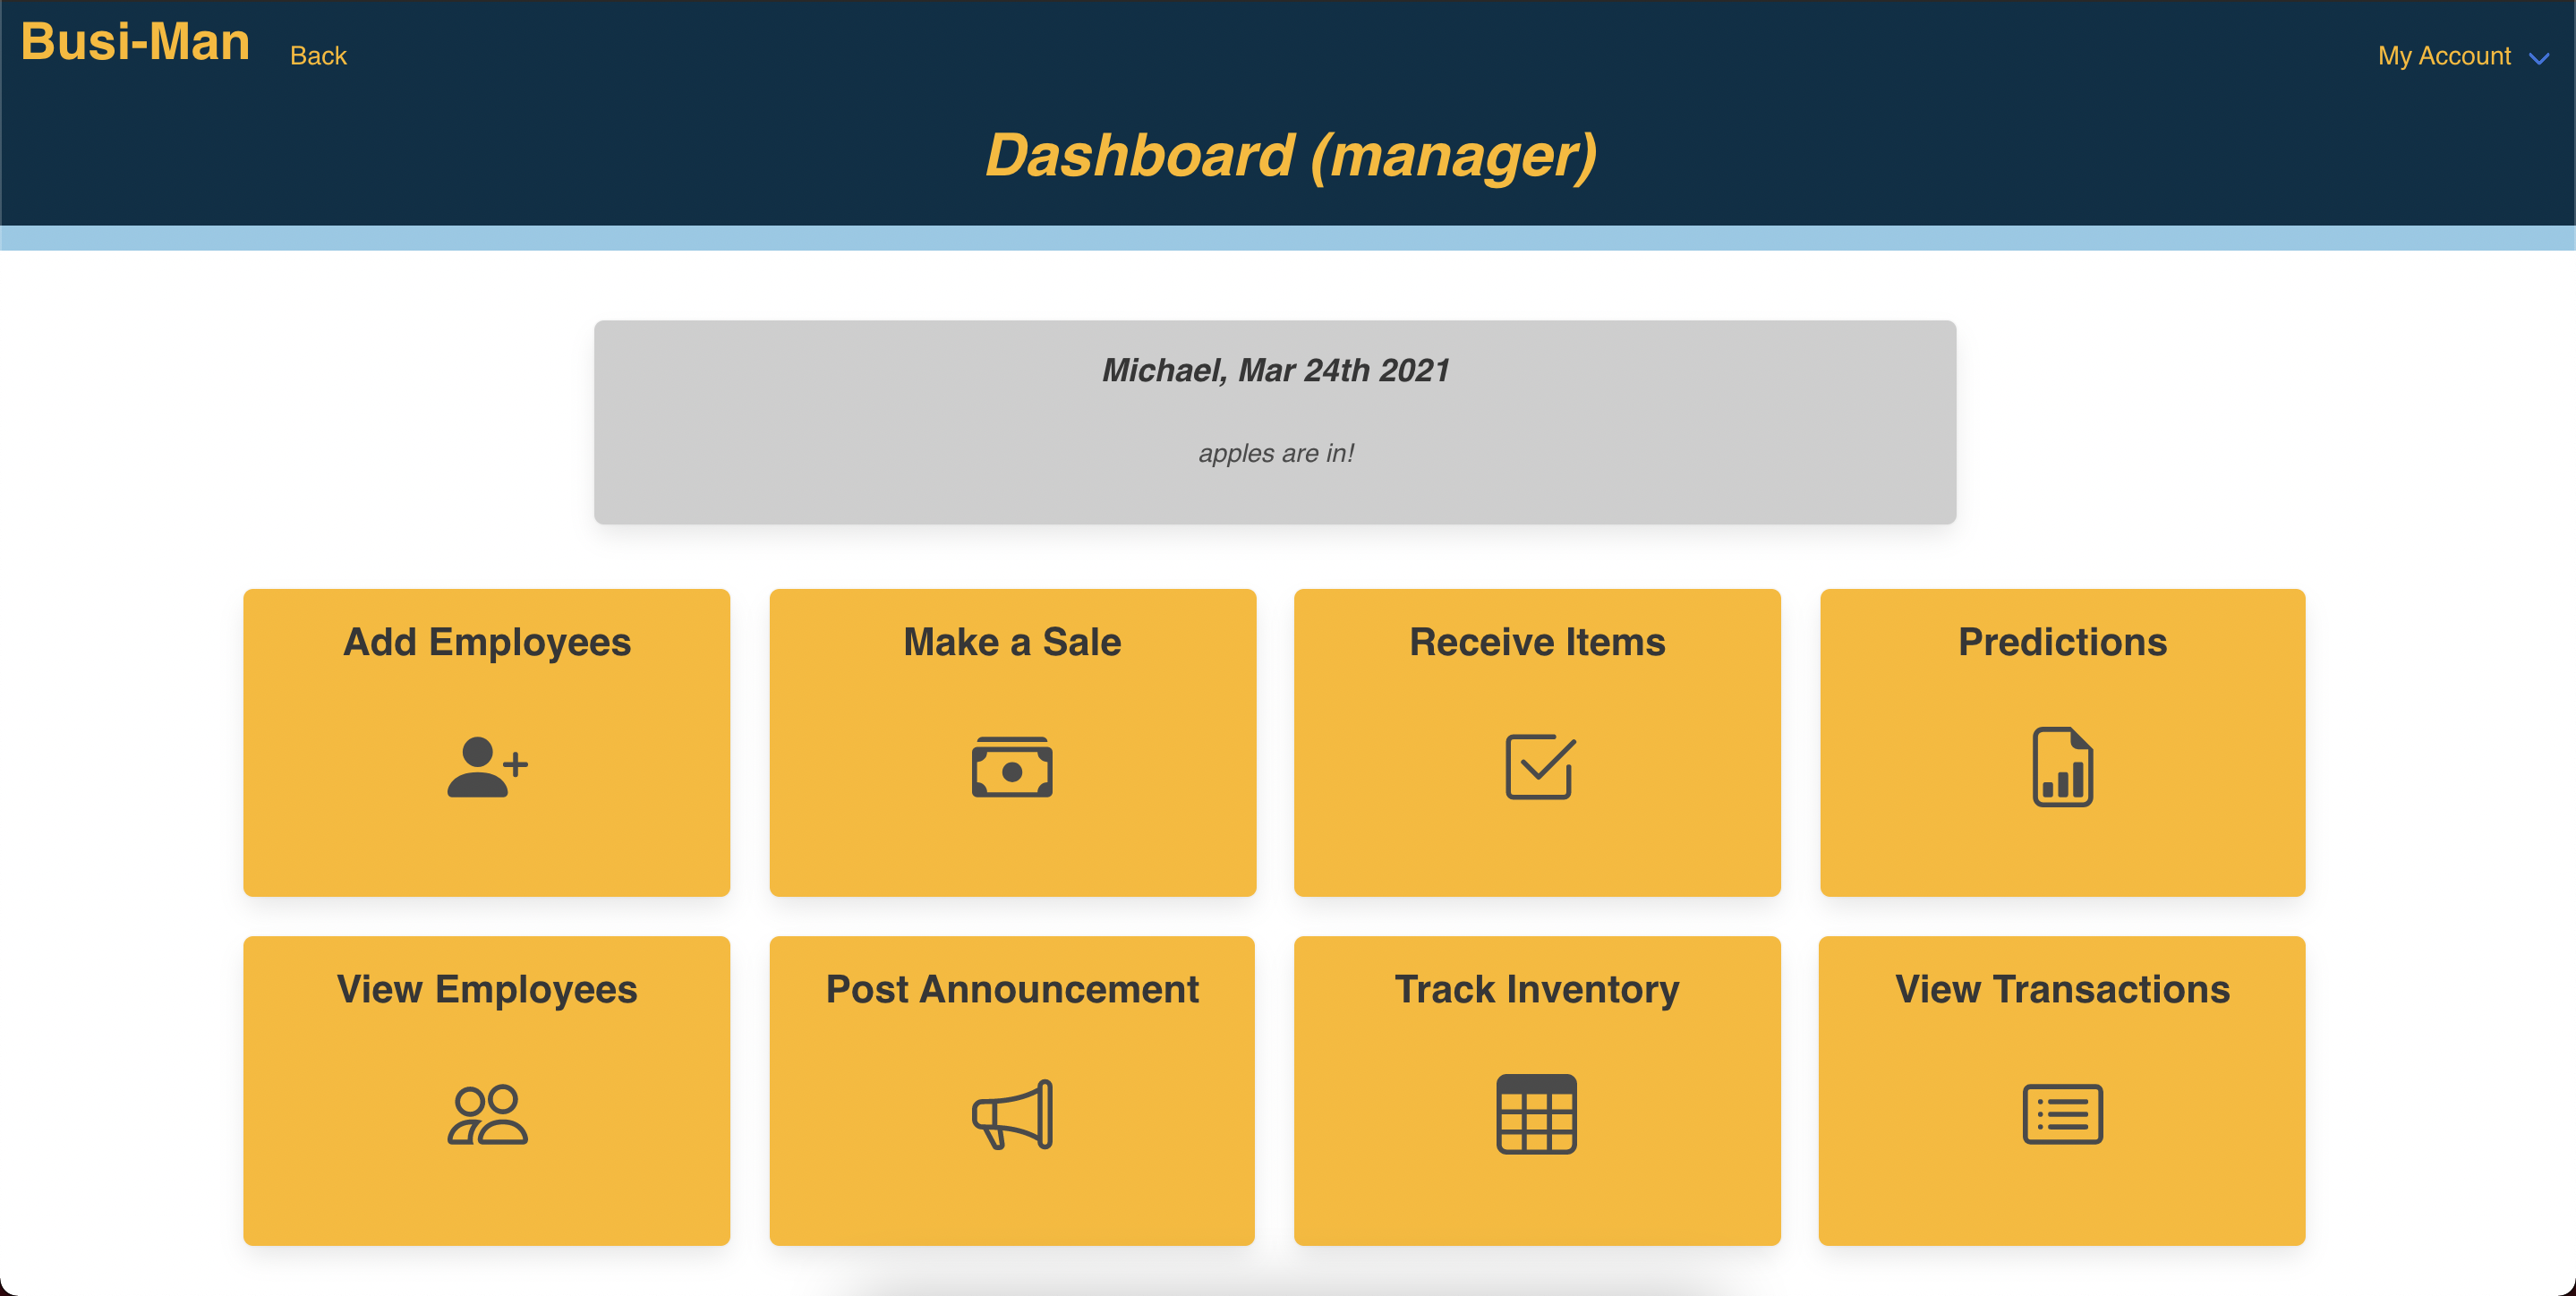 Busi-Man
Back
My Account
Dashboard (manager)
Michael, Mar 24th 2021
apples are in!
Add Employees
Make a Sale
Receive Items
Predictions
View Employees
Post Announcement
Track Inventory
View Transactions